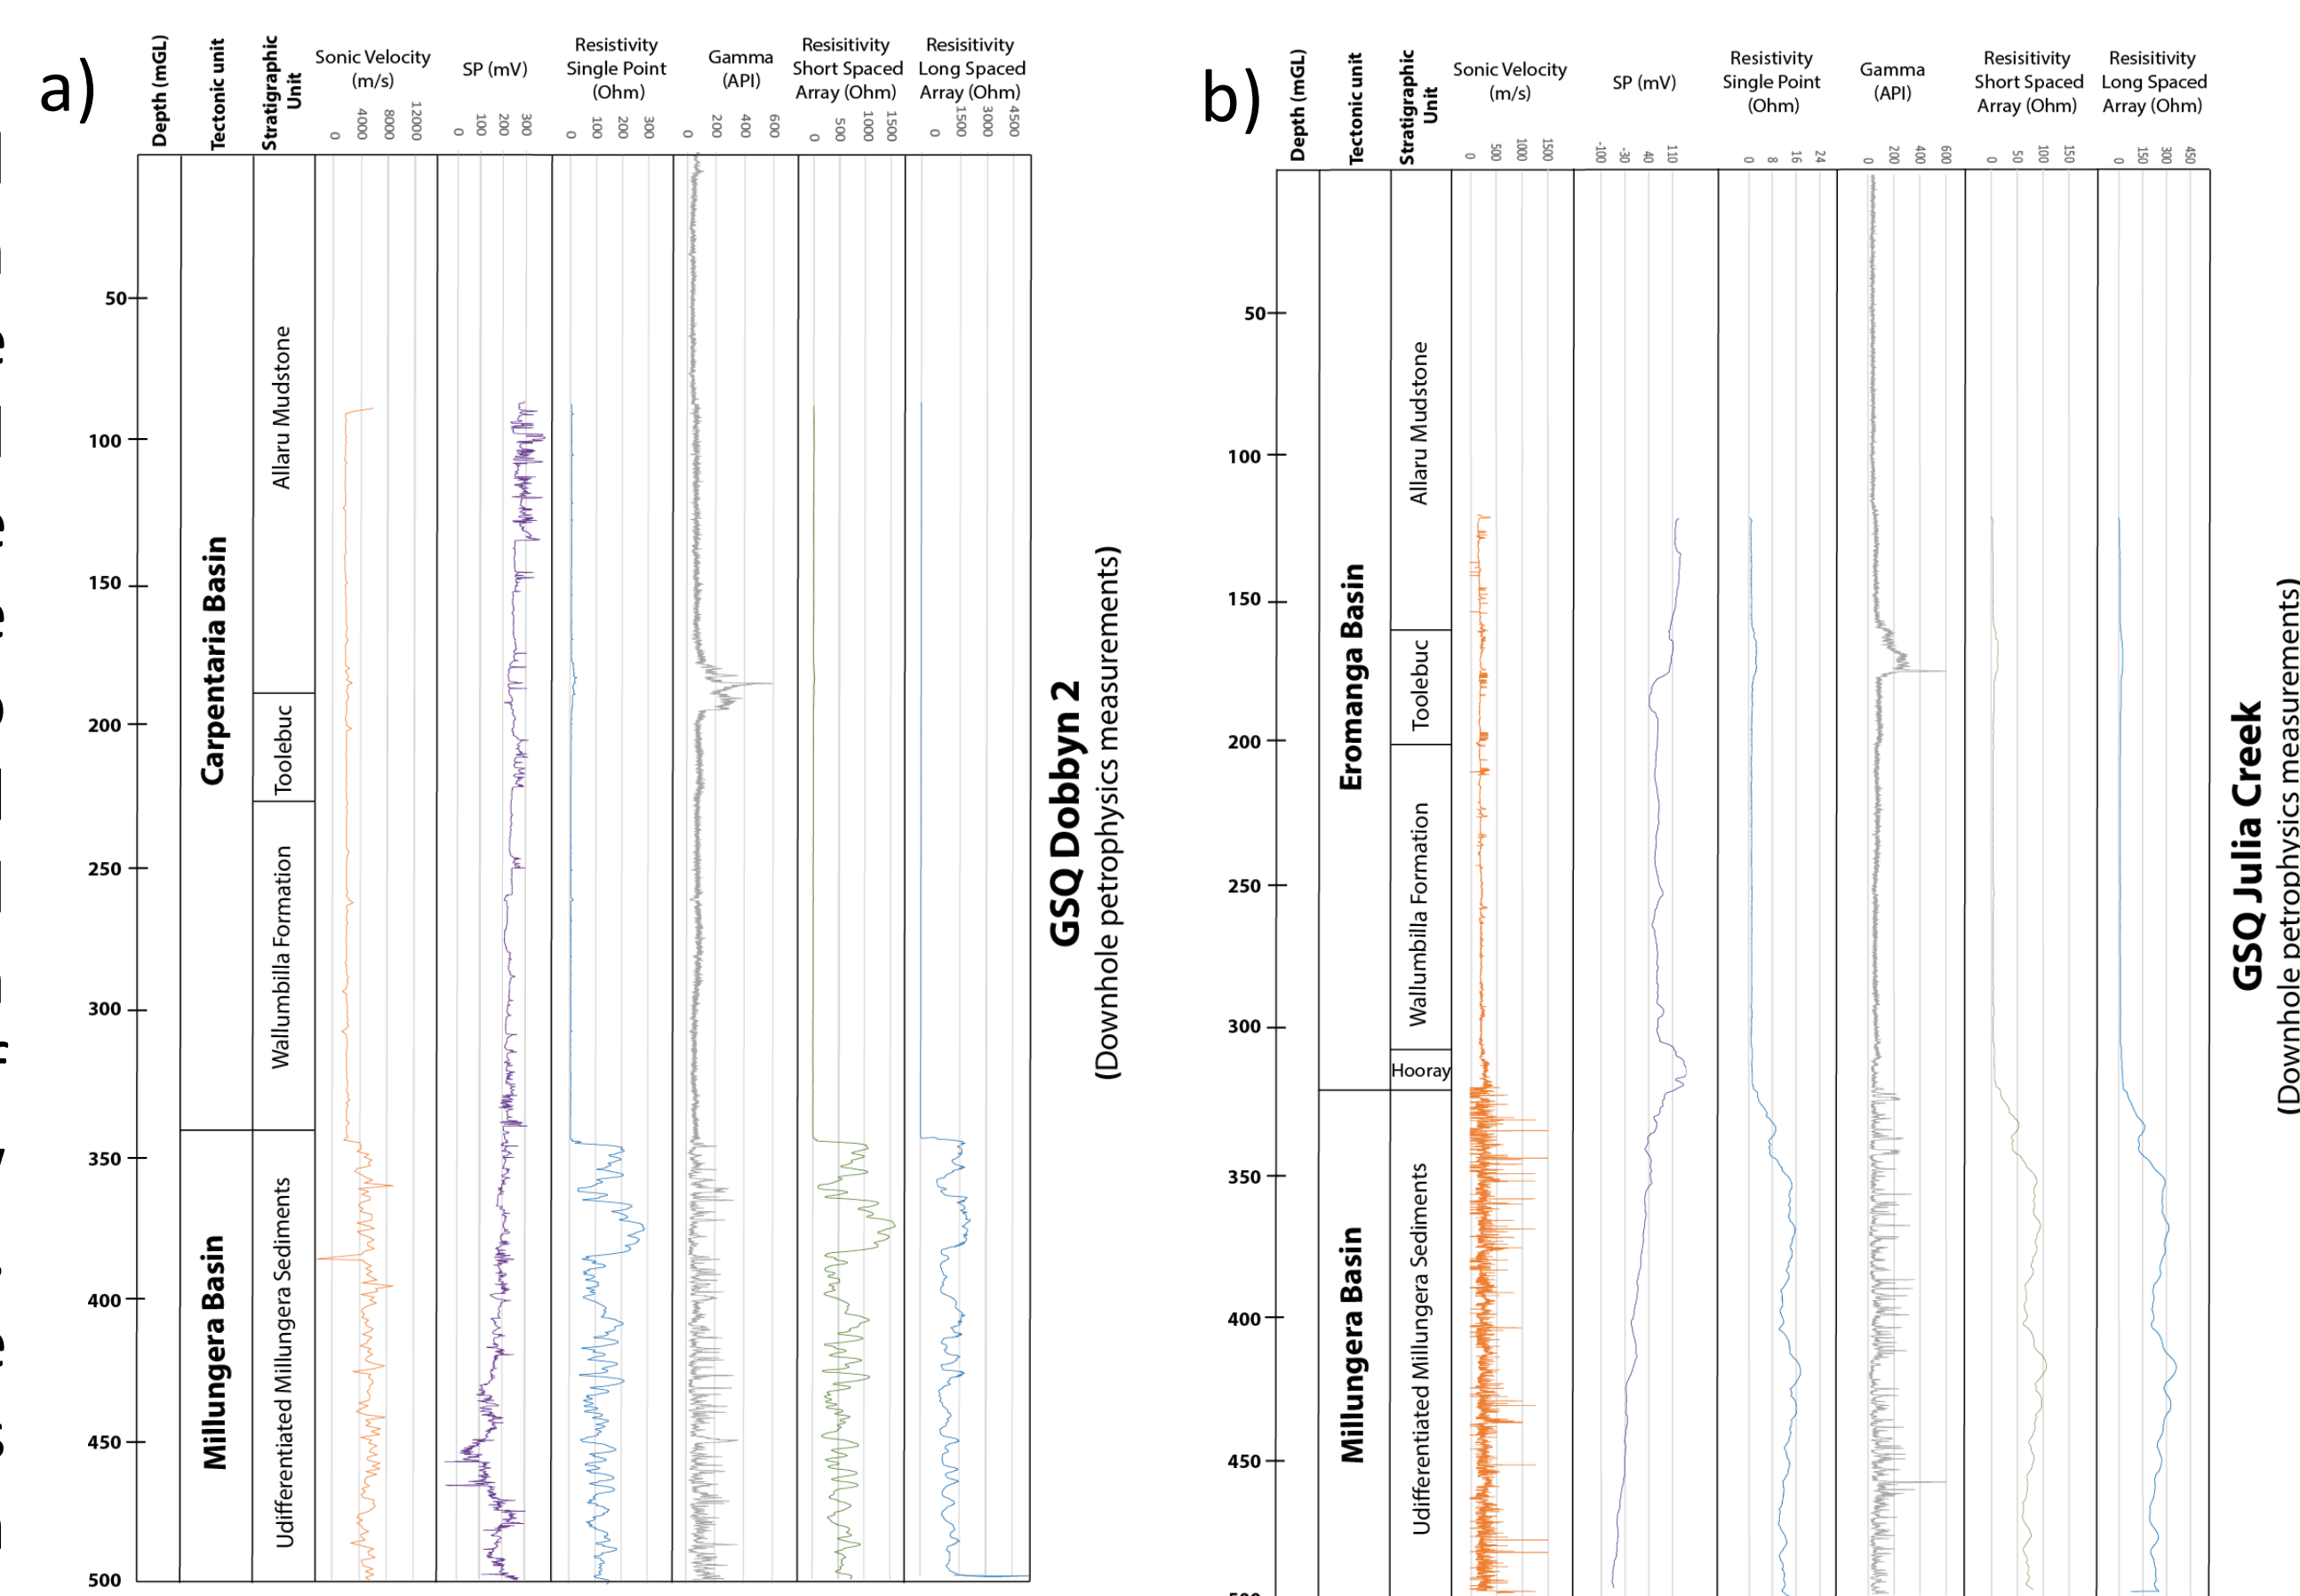 a)
Depth (mGL)
Tectonic unit
Stratigraphic
Unit
Sonic Velocity
(m/s)
SP (mV)
Resistivity
Single Point
(Ohm)
Gamma
(API)
Resisitivity
Short Spaced
Array (Ohm)
Resisitivity
Long Spaced
Array (Ohm)
0 4000 8000 12000
0 100 200 300
0 100 200 300
0 200 400 600
0 500 1000 1500
0 1500 3000 4500
50
100
150
200
250
300
350
400
450
500
Carpentaria Basin
Millungera Basin
Allaru Mudstone
Toolebuc
Wallumbilla Formation
Udifferentiated Millungera Sediments
GSQ Dobbyn 2
(Downhole petrophysics measurements)
b)
Depth (mGL)
Tectonic unit
Stratigraphic
Unit
Sonic Velocity
(m/s)
SP (mV)
Resistivity
Single Point
(Ohm)
Gamma
(API)
Resisitivity
Short Spaced
Array (Ohm)
Resisitivity
Long Spaced
Array (Ohm)
0 500 1000 1500
-100 -30 40 110
0 8 16 24
0 200 400 600
0 50 100 150
0 150 300 450
50
100
150
200
250
300
350
400
450
Eromanga Basin
Millungera Basin
Allaru Mudstone
Toolebuc
Wallumbilla Formation
Hooray
Udifferentiated Millungera Sediments
GSQ Julia Creek
(Downhole petrophysics measurements)